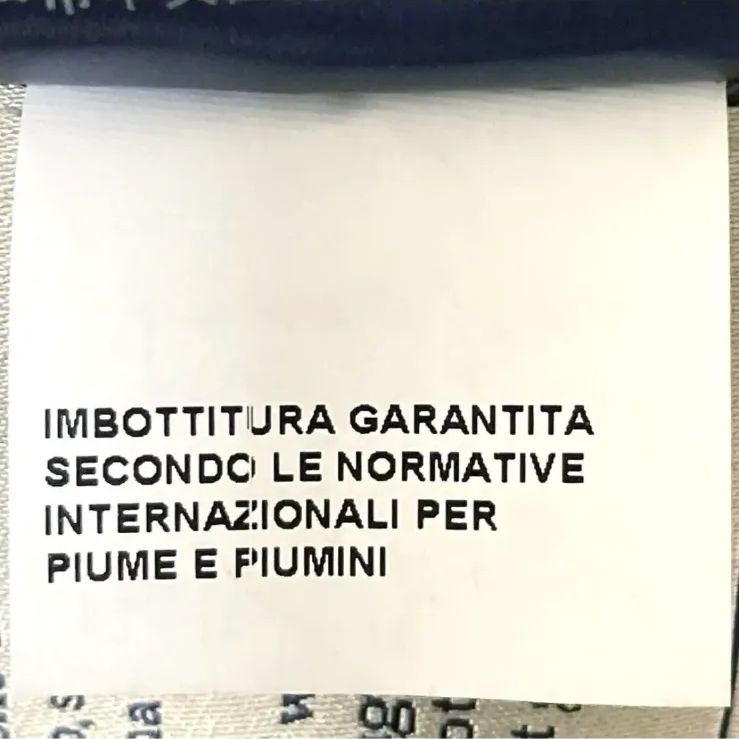 IMBOTTITURA GARANTITA
SECONDO LE NORMATIVE
INTERNAZIONALI PER
PIUME E PIUMINI